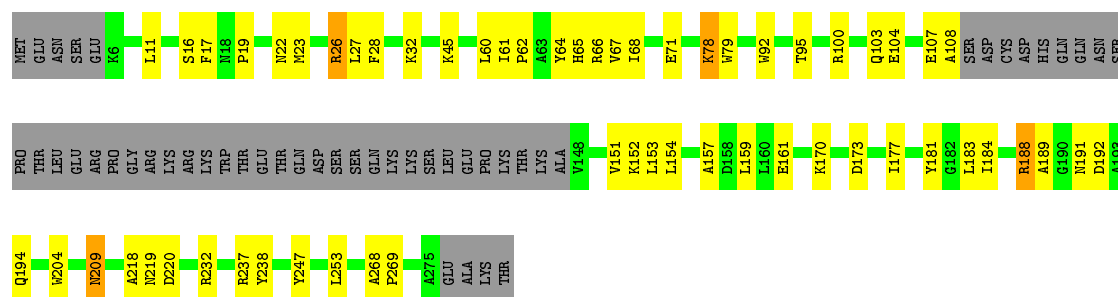 MET GLU ASN SER GLU K6 L11 S16 F17 N18 P19 N22 M23 R26 L27 F28 K32 K45 L60 I61 P62 A63 Y64 H65 R66 V67 I68 E71 K78 W79 W92 T95 R100 Q103 E104 E107 A108 SER ASP CYS ASP HIS GLN GLN ASN SER
PRO THR LEU GLU ARG PRO GLY ARG LYS ARG LYS TRP THR GLU THR GLN ASP SER SER GLN LYS LYS SER LEU GLU PRO LYS THR LYS ALA V148 V151 K152 L153 L154 A157 D158 L159 L160 E161 K170 D173 I177 Y181 G182 L183 I184 R188 A189 G190 N191 D192 A193
Q194 W204 N209 A218 N219 D220 R232 R237 Y238 Y247 L253 A268 P269 A275 GLU ALA LYS THR